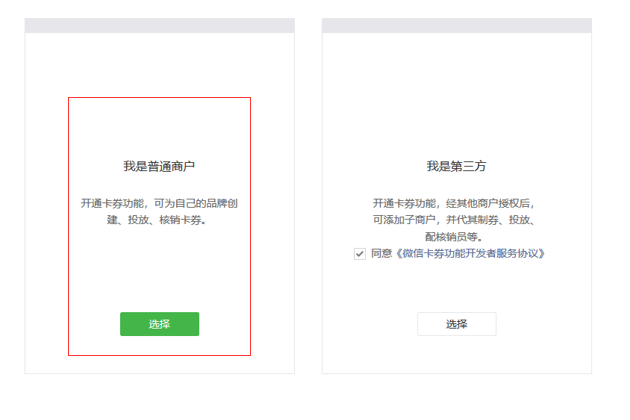 我是普通商户
开通卡券功能，可为自己的品牌创
建、投放、核销卡券。
选择
我是第三方
开通卡券功能，经其他商户授权后，
可添加子商户，并代其制券、投放、
配核销员等。
同意《微信卡券功能开发者服务协议》
选择